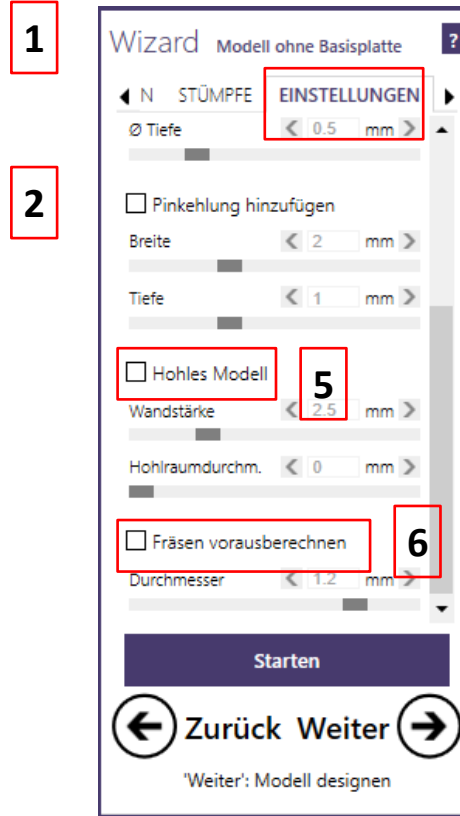 1
Wizard Modell ohne Basisplatte ?
N STÜMPFE EINSTELLUNGEN
Ø Tiefe 0.5 mm
2
Pinkehlung hinzufügen
Breite 2 mm
Tiefe 1 mm
Hohles Modell 5
Wandstärke 2.5 mm
Hohlraumdurchm. 0 mm
Fräsen vorausberechnen 6
Durchmesser 1.2 mm
Starten
Zurück Weiter
'Weiter': Modell designen